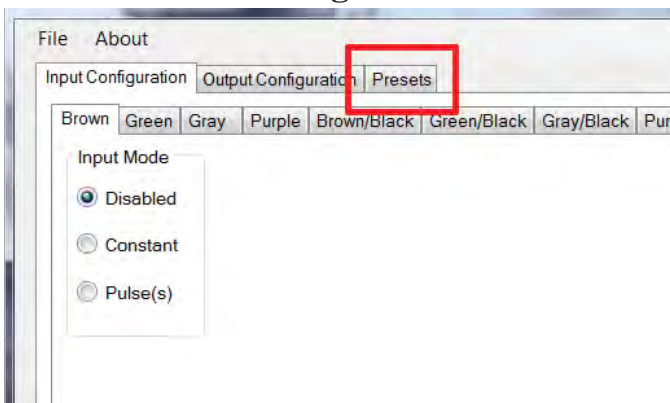 File About
Input Configuration Output Configuration Presets
Brown Green Gray Purple Brown/Black Green/Black Gray/Black
Input Mode
Disabled
Constant
Pulse(s)